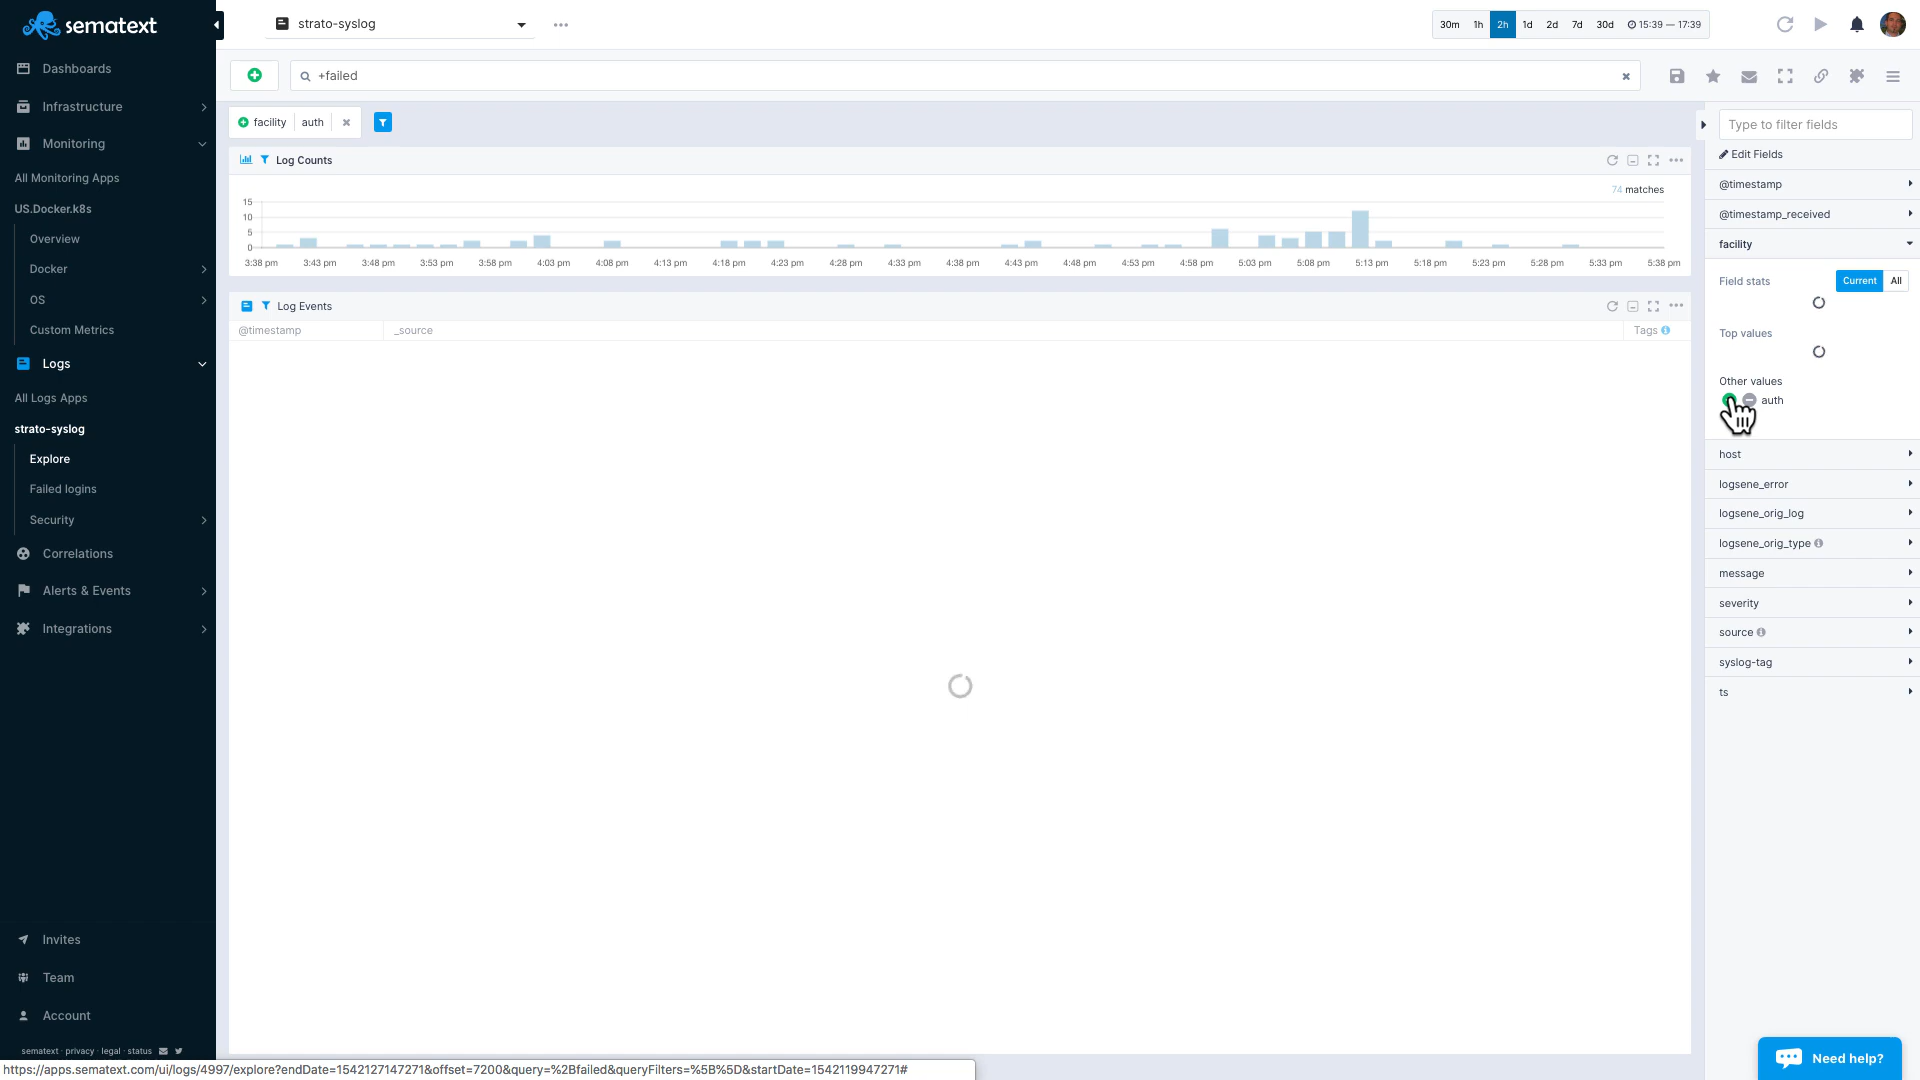 sematext
Dashboards
Infrastructure
Monitoring
All Monitoring Apps
US.Docker.k8s
Overview
Docker
OS
Custom Metrics
Logs
All Logs Apps
strato-syslog
Explore
Failed logins
Security
Correlations
Alerts & Events
Integrations
Invites
Team
Account
sematext · privacy · legal · status
strato-syslog
30m 1h 2h 1d 2d 7d 30d 15:39 — 17:39
+failed
facility auth
Log Counts
74 matches
15
10
5
0
3:38 pm 3:43 pm 3:48 pm 3:53 pm 3:58 pm 4:03 pm 4:08 pm 4:13 pm 4:18 pm 4:23 pm 4:28 pm 4:33 pm 4:38 pm 4:43 pm 4:48 pm 4:53 pm 4:58 pm 5:03 pm 5:08 pm 5:13 pm 5:18 pm 5:23 pm 5:28 pm 5:33 pm 5:38 pm
Log Events
@timestamp _source Tags
Type to filter fields
Edit Fields
@timestamp
@timestamp_received
facility
Field stats Current All
Top values
Other values
auth
host
logsene_error
logsene_orig_log
logsene_orig_type
message
severity
source
syslog-tag
ts
Need help?
https://apps.sematext.com/ui/logs/4997/explore?endDate=1542127147271&offset=7200&query=%2Bfailed&queryFilters=%5B%5D&startDate=1542119947271#